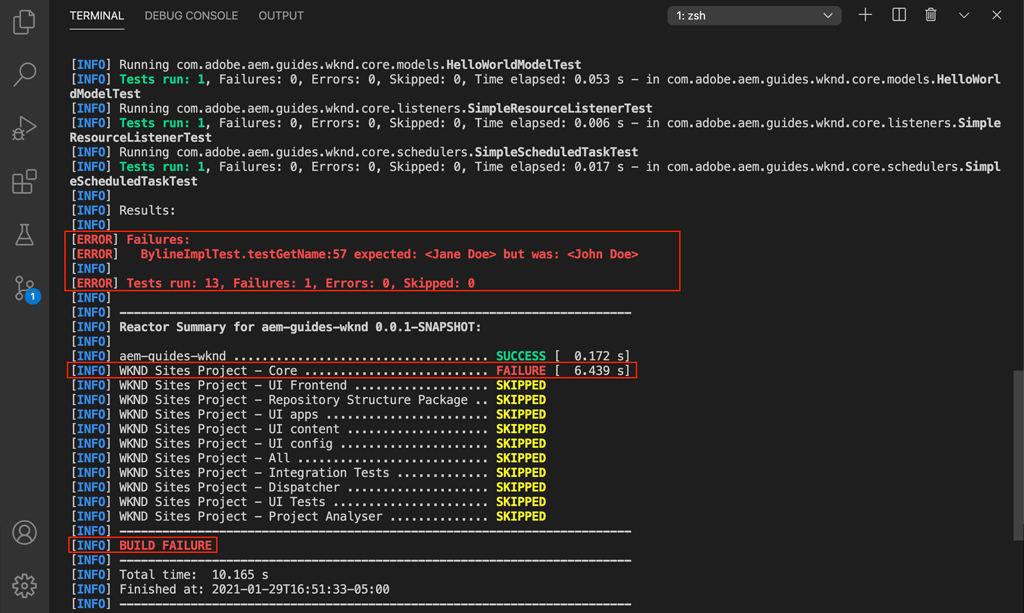 TERMINAL DEBUG CONSOLE OUTPUT 1: zsh
[INFO] Running com.adobe.aem.guides.wknd.core.models.HelloWorldModelTest
[INFO] Tests run: 1, Failures: 0, Errors: 0, Skipped: 0, Time elapsed: 0.053 s - in com.adobe.aem.guides.wknd.core.models.HelloWorl
dModelTest
[INFO] Running com.adobe.aem.guides.wknd.core.listeners.SimpleResourceListenerTest
[INFO] Tests run: 1, Failures: 0, Errors: 0, Skipped: 0, Time elapsed: 0.006 s - in com.adobe.aem.guides.wknd.core.listeners.Simple
ResourceListenerTest
[INFO] Running com.adobe.aem.guides.wknd.core.schedulers.SimpleScheduledTaskTest
[INFO] Tests run: 1, Failures: 0, Errors: 0, Skipped: 0, Time elapsed: 0.017 s - in com.adobe.aem.guides.wknd.core.schedulers.Simpl
eScheduledTaskTest
[INFO]
[INFO] Results:
[INFO]
[ERROR] Failures:
[ERROR]   BylineImplTest.testGetName:57 expected: <Jane Doe> but was: <John Doe>
[INFO]
[ERROR] Tests run: 13, Failures: 1, Errors: 0, Skipped: 0
[INFO]
[INFO] ------------------------------------------------------------------------
[INFO] Reactor Summary for aem-guides-wknd 0.0.1-SNAPSHOT:
[INFO]
[INFO] aem-guides-wknd .................................... SUCCESS [  0.172 s]
[INFO] WKND Sites Project - Core .......................... FAILURE [  6.439 s]
[INFO] WKND Sites Project - UI Frontend ................... SKIPPED
[INFO] WKND Sites Project - Repository Structure Package .. SKIPPED
[INFO] WKND Sites Project - UI apps ....................... SKIPPED
[INFO] WKND Sites Project - UI content .................... SKIPPED
[INFO] WKND Sites Project - UI config ..................... SKIPPED
[INFO] WKND Sites Project - All ........................... SKIPPED
[INFO] WKND Sites Project - Integration Tests ............. SKIPPED
[INFO] WKND Sites Project - Dispatcher .................... SKIPPED
[INFO] WKND Sites Project - UI Tests ...................... SKIPPED
[INFO] WKND Sites Project - Project Analyser .............. SKIPPED
[INFO] ------------------------------------------------------------------------
[INFO] BUILD FAILURE
[INFO] ------------------------------------------------------------------------
[INFO] Total time:  10.165 s
[INFO] Finished at: 2021-01-29T16:51:33-05:00
[INFO] ------------------------------------------------------------------------
1